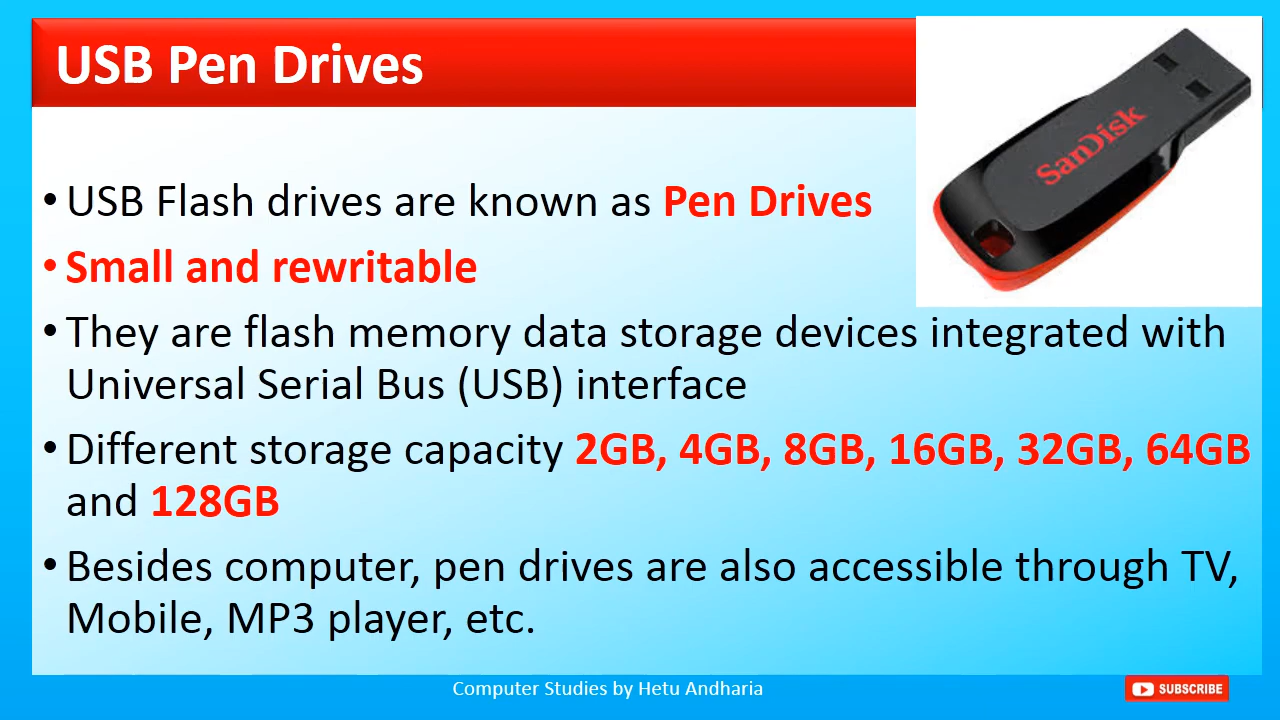 USB Pen Drives
SanDisk
• USB Flash drives are known as Pen Drives
• Small and rewritable
• They are flash memory data storage devices integrated with
Universal Serial Bus (USB) interface
• Different storage capacity 2GB, 4GB, 8GB, 16GB, 32GB, 64GB
and 128GB
• Besides computer, pen drives are also accessible through TV,
Mobile, MP3 player, etc.
Computer Studies by Hetu Andharia
SUBSCRIBE